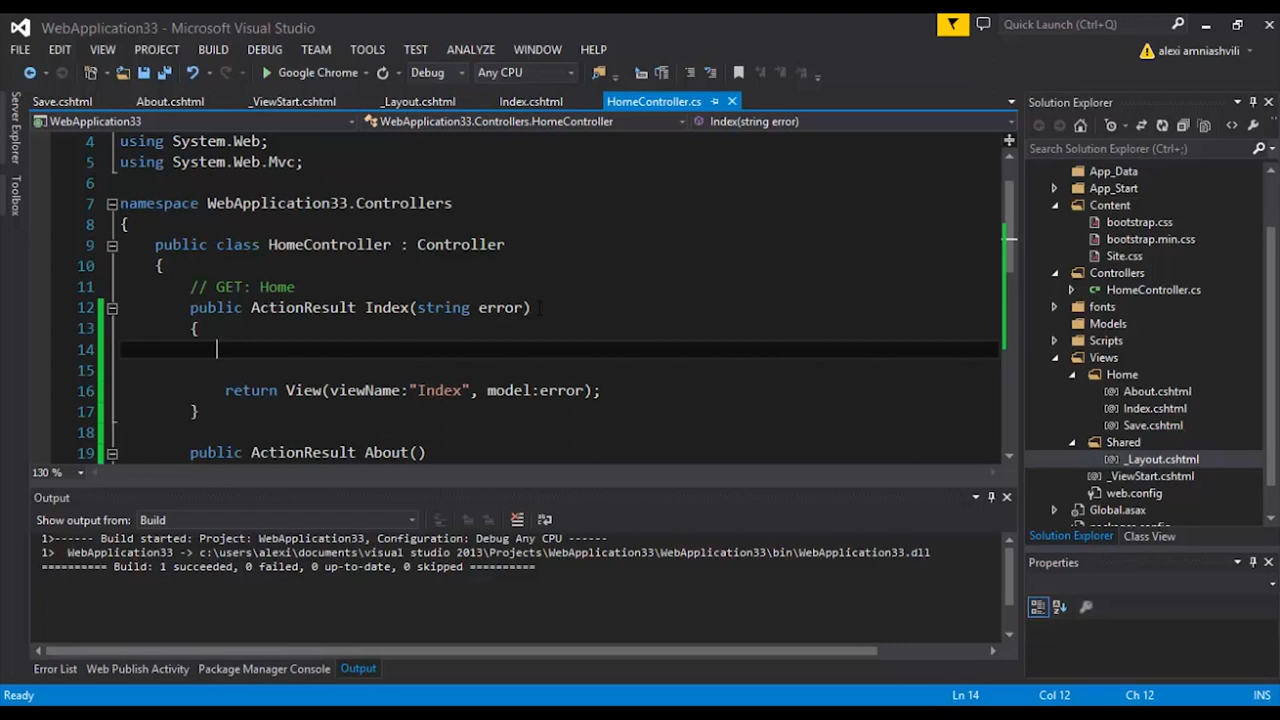 WebApplication33 - Microsoft Visual Studio
Quick Launch (Ctrl+Q)
FILE EDIT VIEW PROJECT BUILD DEBUG TEAM TOOLS TEST ANALYZE WINDOW HELP
alexi amniashvili
Google Chrome Debug Any CPU
Save.cshtml About.cshtml _ViewStart.cshtml _Layout.cshtml Index.cshtml HomeController.cs
Solution Explorer
WebApplication33 WebApplication33.Controllers.HomeController Index(string error)
Search Solution Explorer (Ctrl+;)
Server Explorer
Toolbox
4 using System.Web;
5 using System.Web.Mvc;
6
7 namespace WebApplication33.Controllers
8 {
9 public class HomeController : Controller
10 {
11 // GET: Home
12 public ActionResult Index(string error)
13 {
14
15
16 return View(viewName:"Index", model:error);
17 }
18
19 public ActionResult About()
130 %
App_Data
App_Start
Content
bootstrap.css
bootstrap.min.css
Site.css
Controllers
HomeController.cs
fonts
Models
Scripts
Views
Home
About.cshtml
Index.cshtml
Save.cshtml
Shared
_Layout.cshtml
_ViewStart.cshtml
web.config
Global.asax
packages.config
Solution Explorer Class View
Properties
Output
Show output from: Build
1>------ Build started: Project: WebApplication33, Configuration: Debug Any CPU ------
1> WebApplication33 -> c:\users\alexi\documents\visual studio 2013\Projects\WebApplication33\WebApplication33\bin\WebApplication33.dll
========== Build: 1 succeeded, 0 failed, 0 up-to-date, 0 skipped ==========
Error List Web Publish Activity Package Manager Console Output
Ready Ln 14 Col 12 Ch 12 INS